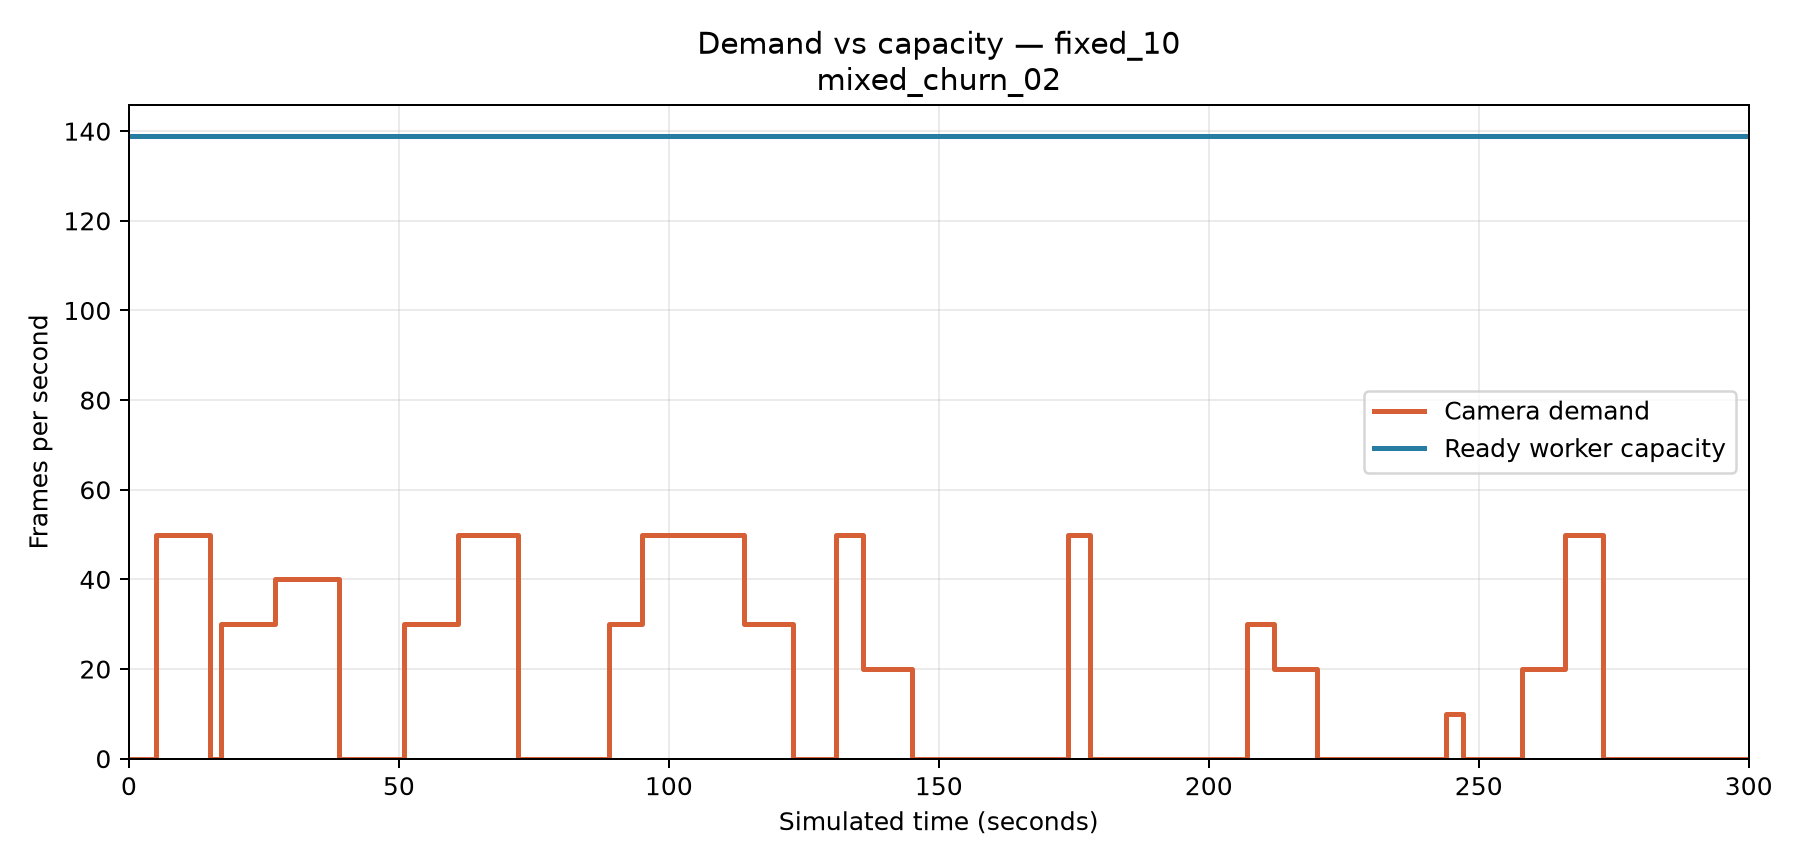 Demand vs capacity — fixed_10
mixed_churn_02
Frames per second
140
120
100
80
60
40
20
0
Camera demand
Ready worker capacity
0 50 100 150 200 250 300
Simulated time (seconds)